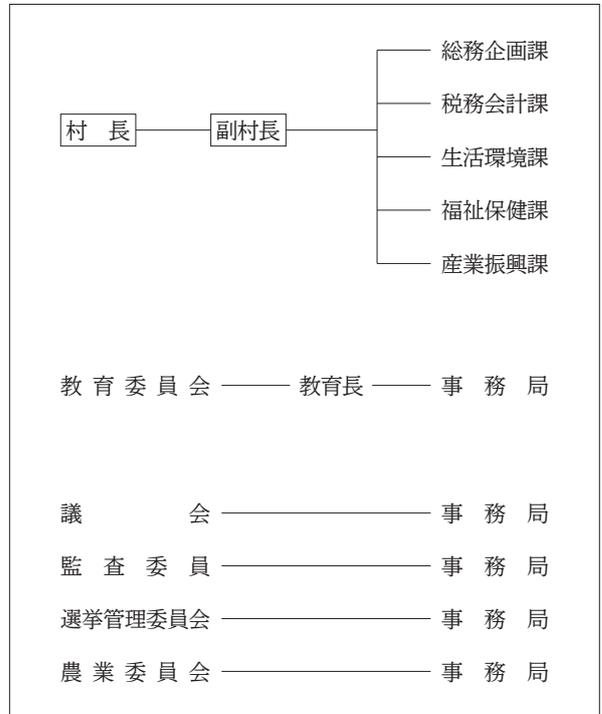 総務企画課
税務会計課
村長 副村長
生活環境課
福祉保健課
産業振興課
教育委員会 教育長 事務局
議会 事務局
監査委員 事務局
選挙管理委員会 事務局
農業委員会 事務局